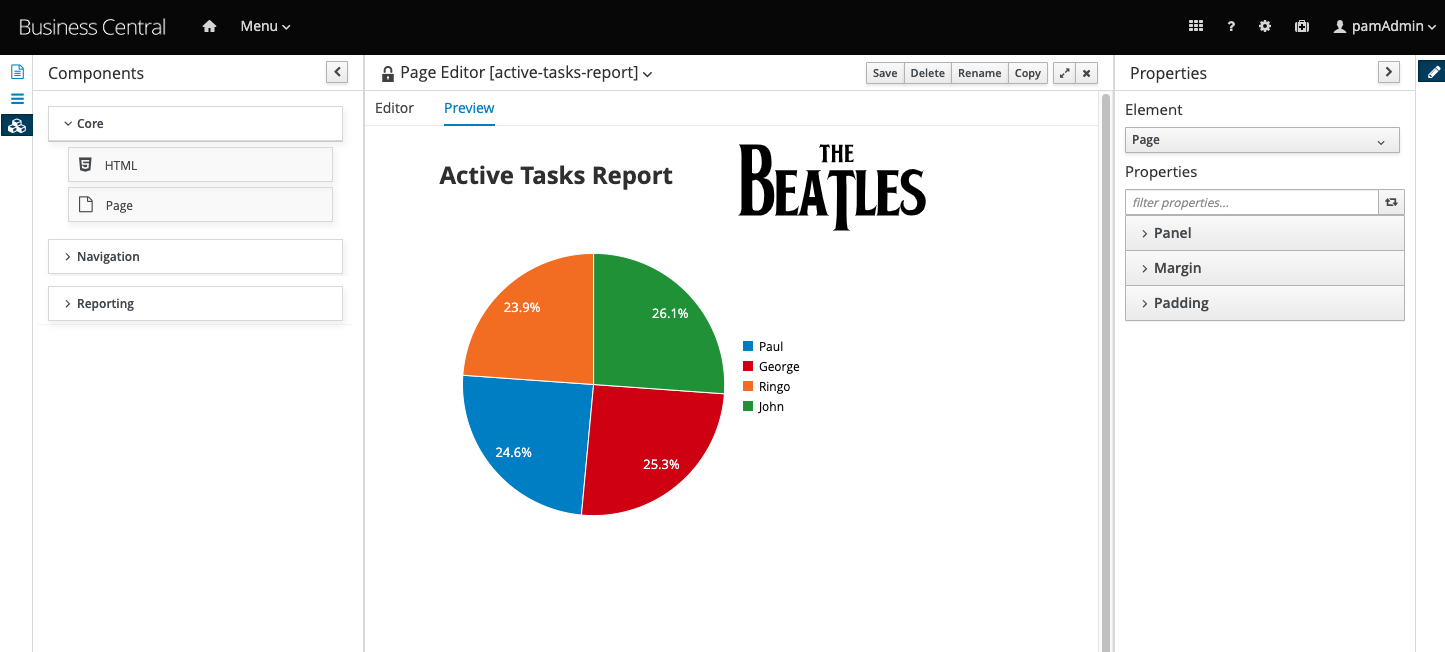 Business Central Menu ? pamAdmin
Components
Core
HTML
Page
Navigation
Reporting
Page Editor [active-tasks-report]
Save Delete Rename Copy
Editor Preview
Active Tasks Report
THE
BEATLES
23.9%
26.1%
24.6%
25.3%
Paul
George
Ringo
John
Properties
Element
Page
Properties
filter properties...
Panel
Margin
Padding